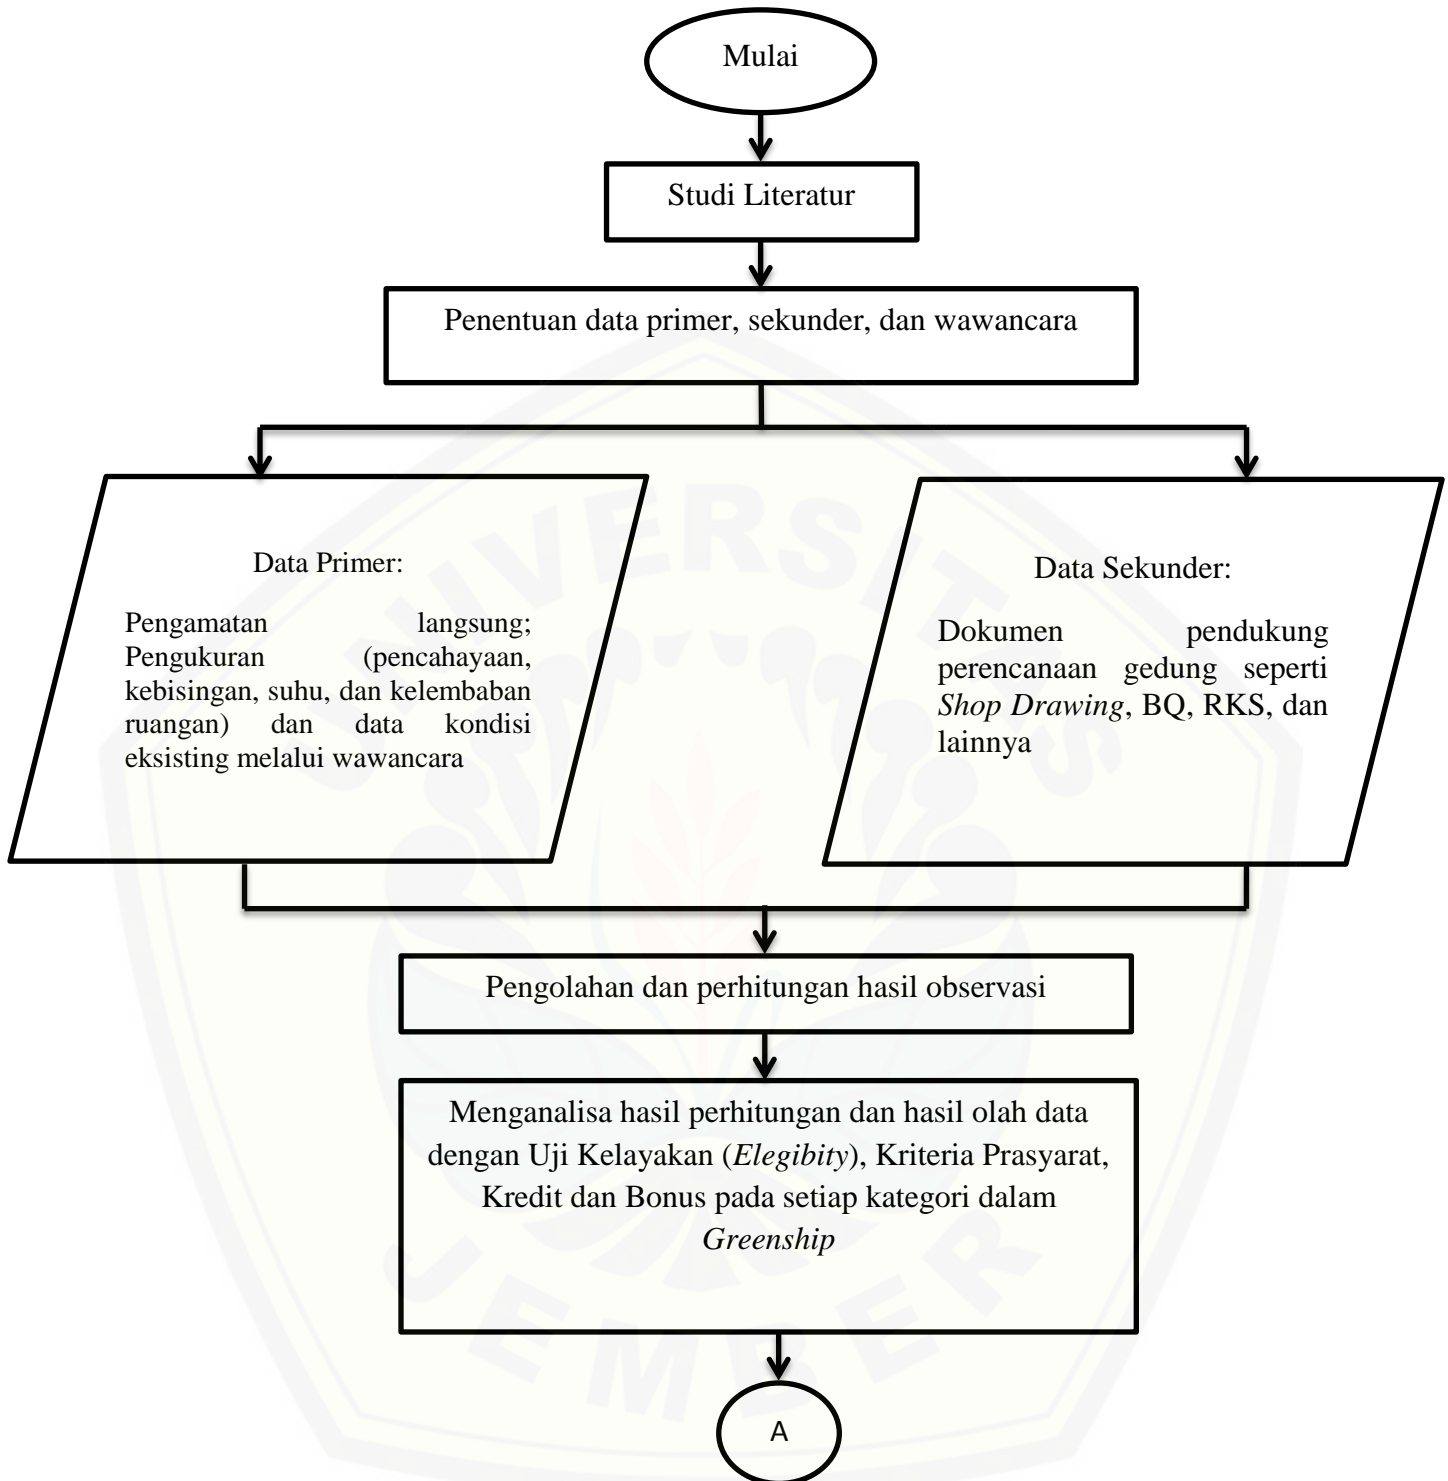 Mulai
Studi Literatur
Penentuan data primer, sekunder, dan wawancara
Data Primer:
Pengamatan langsung;
Pengukuran (pencahayaan,
kebisingan, suhu, dan kelembaban
ruangan) dan data kondisi
eksisting melalui wawancara
Data Sekunder:
Dokumen pendukung
perencanaan gedung seperti
Shop Drawing, BQ, RKS, dan
lainnya
Pengolahan dan perhitungan hasil observasi
Menganalisa hasil perhitungan dan hasil olah data
dengan Uji Kelayakan (Elegibity), Kriteria Prasyarat,
Kredit dan Bonus pada setiap kategori dalam
Greenship
A
UNIVERSITAS
JEMBER